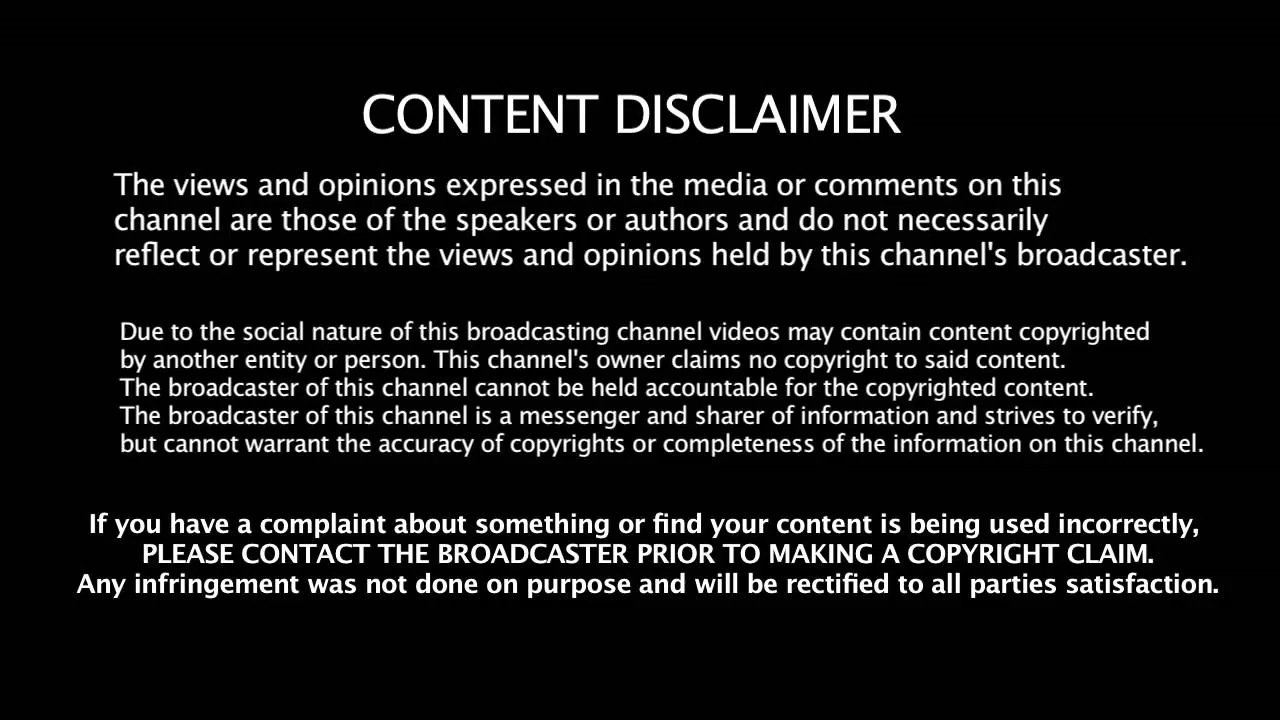 CONTENT DISCLAIMER
The views and opinions expressed in the media or comments on this
channel are those of the speakers or authors and do not necessarily
reflect or represent the views and opinions held by this channel's broadcaster.
Due to the social nature of this broadcasting channel videos may contain content copyrighted
by another entity or person. This channel's owner claims no copyright to said content.
The broadcaster of this channel cannot be held accountable for the copyrighted content.
The broadcaster of this channel is a messenger and sharer of information and strives to verify,
but cannot warrant the accuracy of copyrights or completeness of the information on this channel.
If you have a complaint about something or find your content is being used incorrectly,
PLEASE CONTACT THE BROADCASTER PRIOR TO MAKING A COPYRIGHT CLAIM.
Any infringement was not done on purpose and will be rectified to all parties satisfaction.